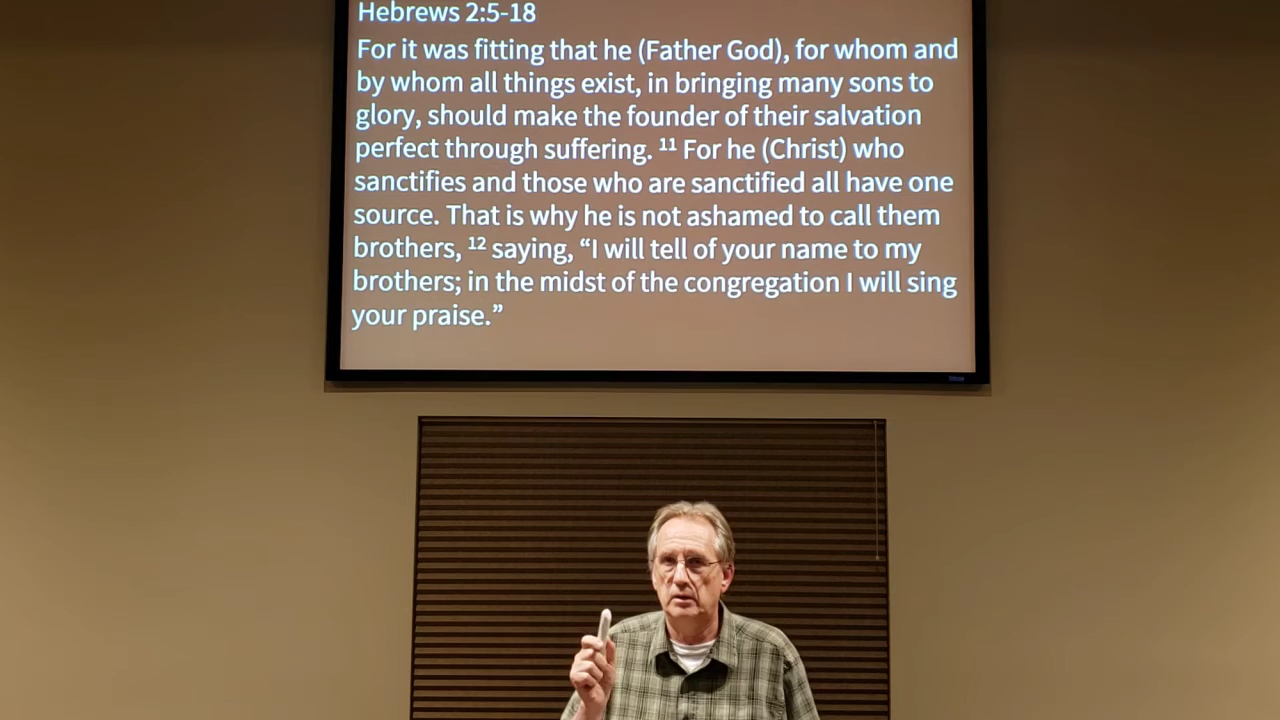 Hebrews 2:5-18
For it was fitting that he (Father God), for whom and
by whom all things exist, in bringing many sons to
glory, should make the founder of their salvation
perfect through suffering. ¹¹ For he (Christ) who
sanctifies and those who are sanctified all have one
source. That is why he is not ashamed to call them
brothers, ¹² saying, “I will tell of your name to my
brothers; in the midst of the congregation I will sing
your praise.”